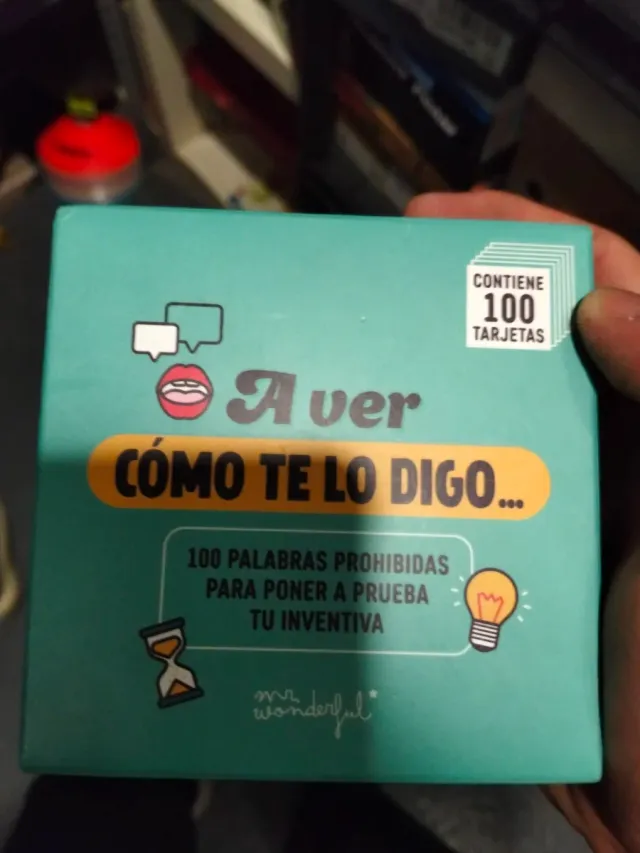 CONTIENE
100
TARJETAS
A ver
CÓMO TE LO DIGO...
100 PALABRAS PROHIBIDAS
PARA PONER A PRUEBA
TU INVENTIVA
mr.
wonderful*